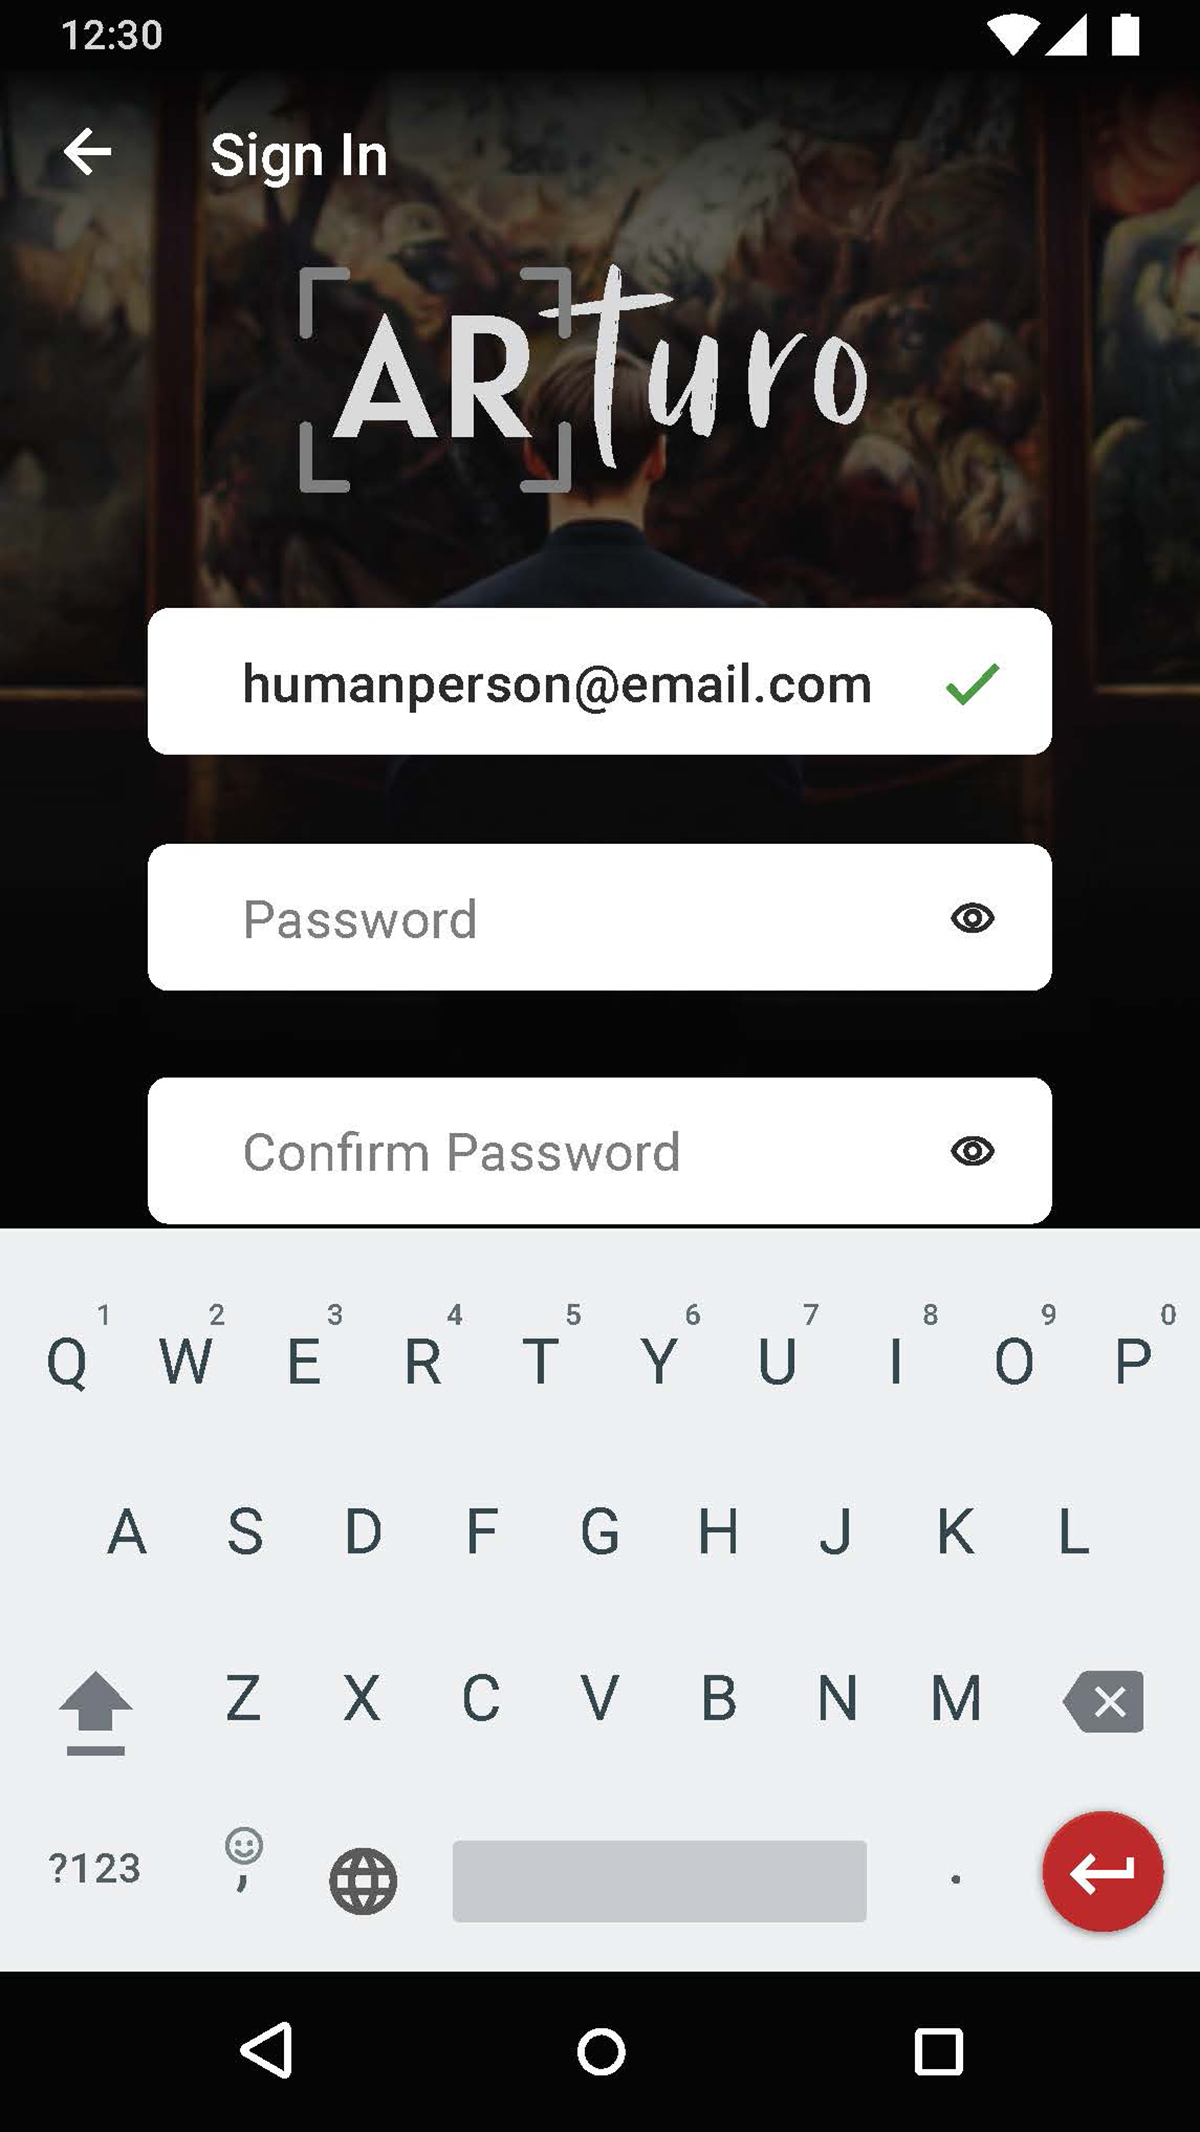 12:30
Sign In
ARturo
humanperson@email.com
Password
Confirm Password
1 2 3 4 5 6 7 8 9 0
Q W E R T Y U I O P
A S D F G H J K L
Z X C V B N M
?123 , .